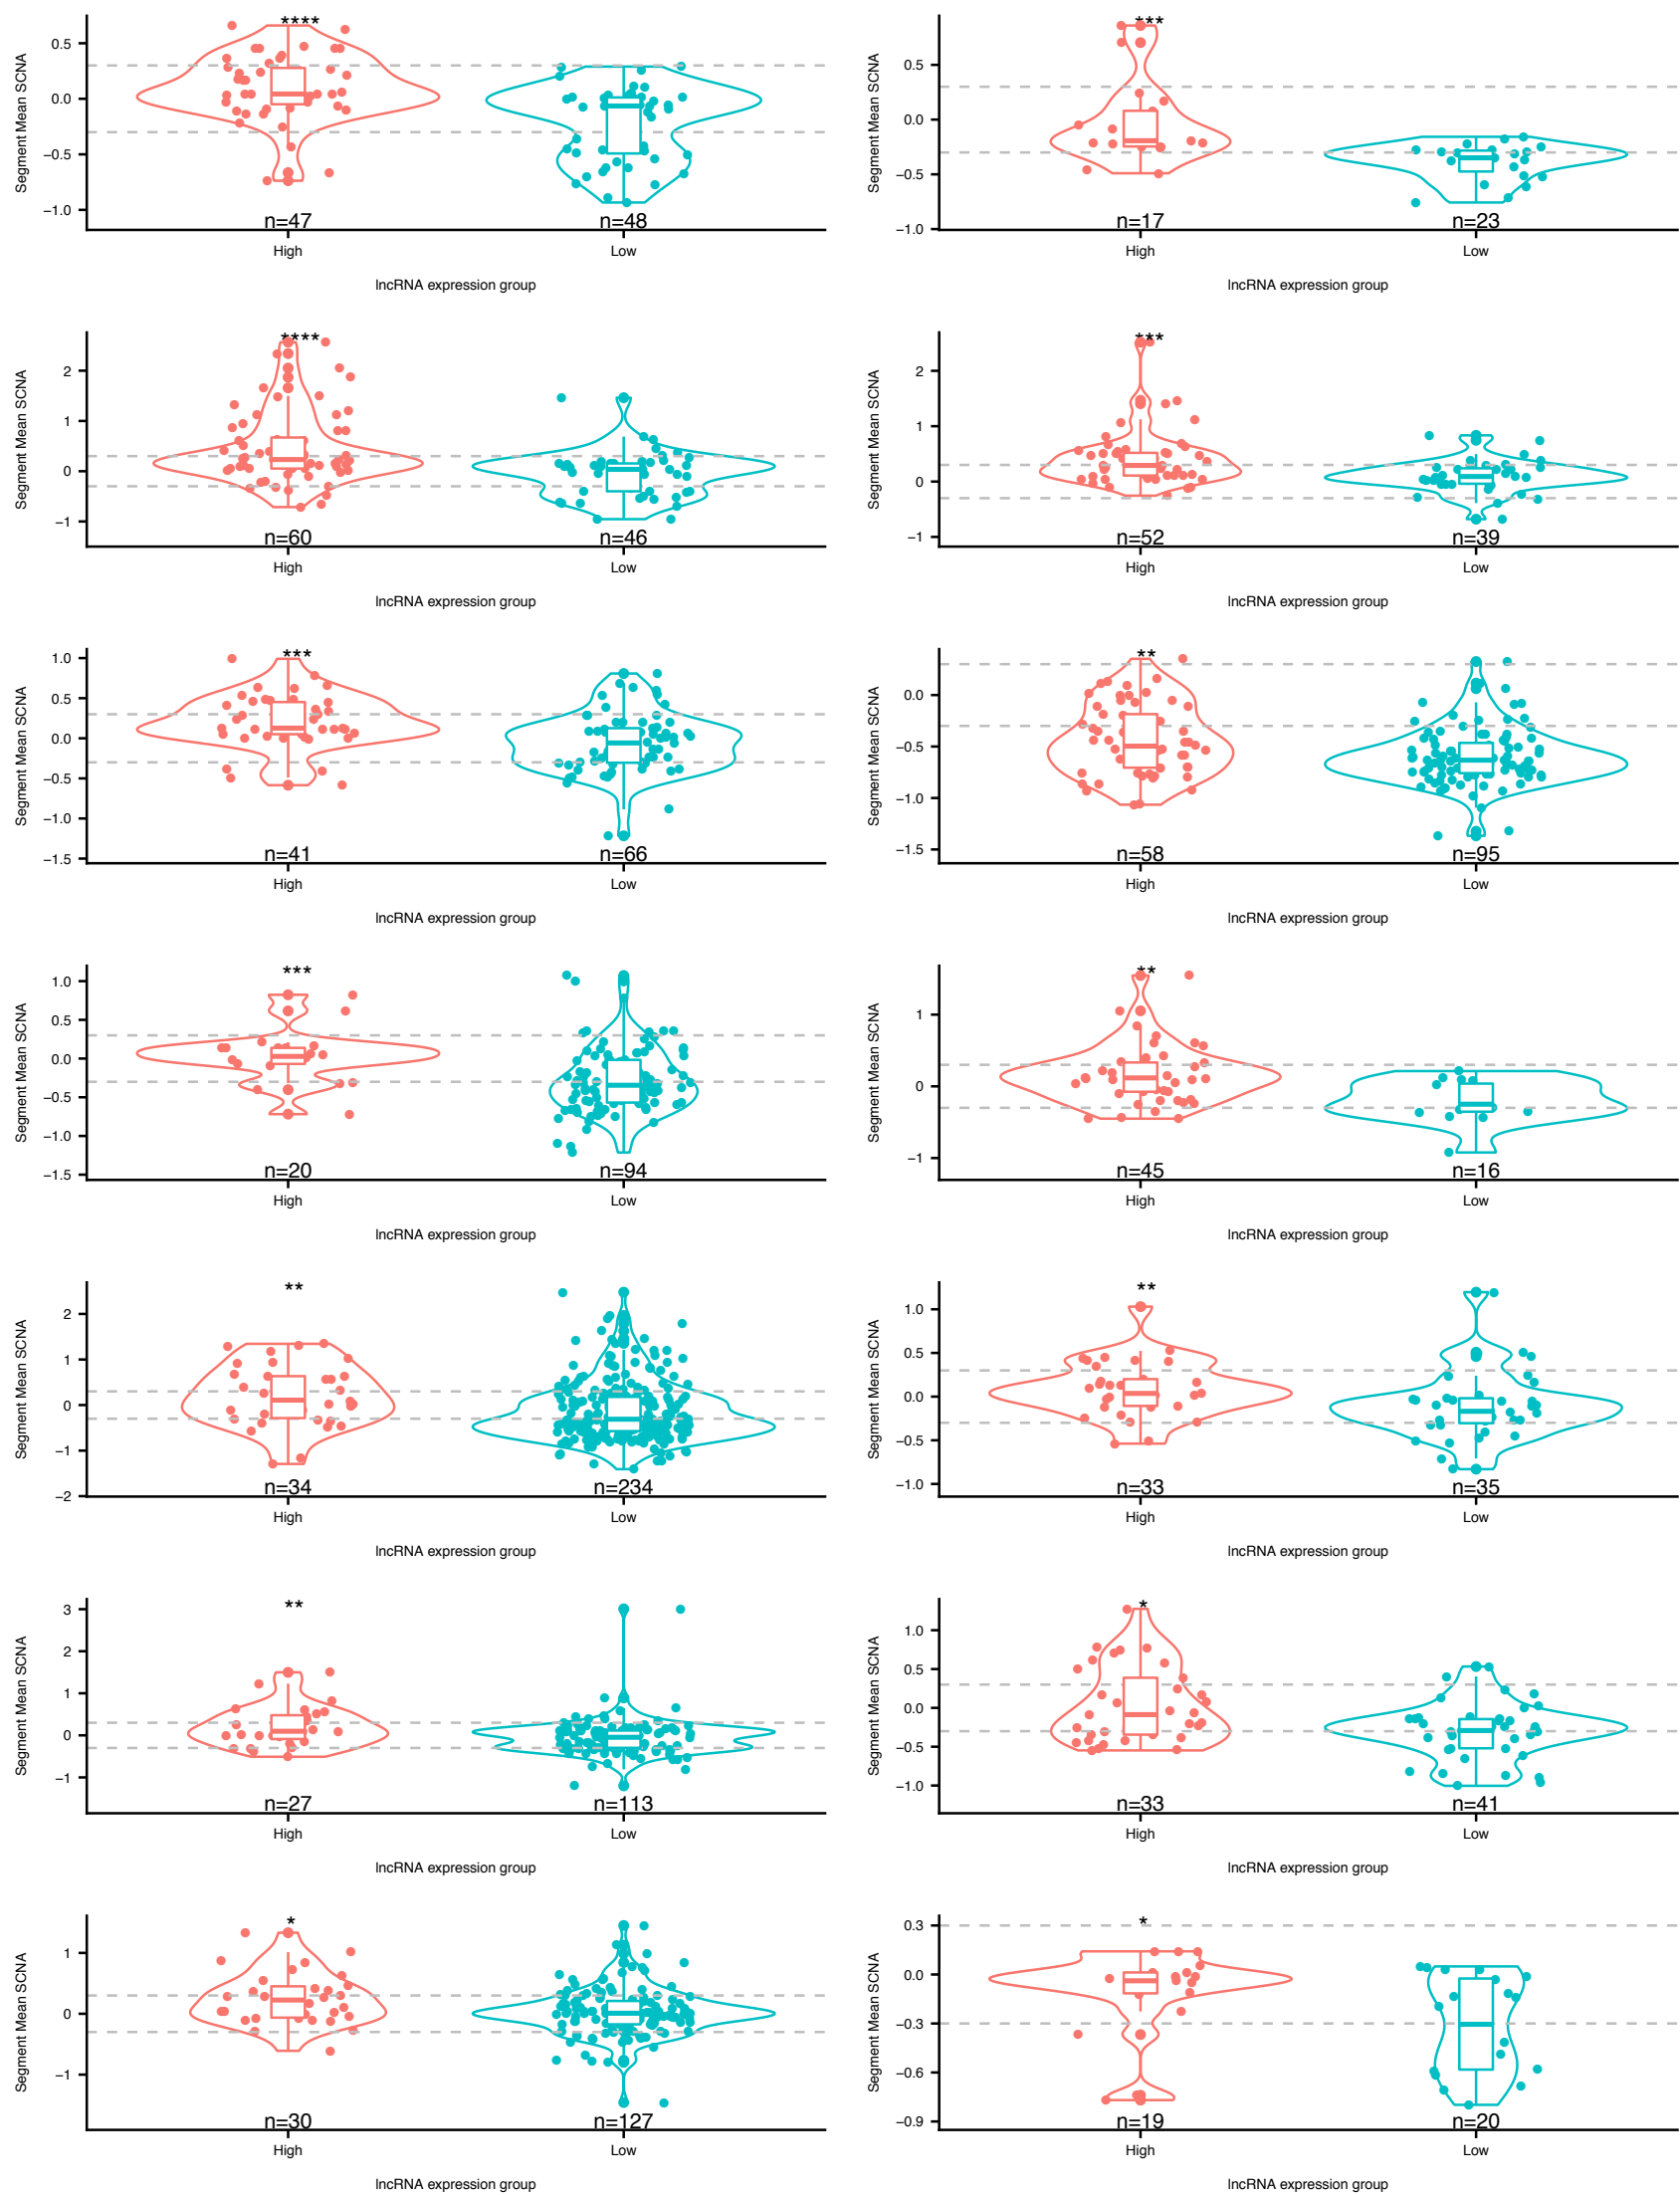 ****
Segment Mean SCNA
0.5
0.0
−0.5
−1.0
n=47
n=48
High
Low
lncRNA expression group
***
Segment Mean SCNA
0.5
0.0
−0.5
−1.0
n=17
n=23
High
Low
lncRNA expression group
****
Segment Mean SCNA
2
1
0
−1
n=60
n=46
High
Low
lncRNA expression group
***
Segment Mean SCNA
2
1
0
−1
n=52
n=39
High
Low
lncRNA expression group
***
Segment Mean SCNA
1.0
0.5
0.0
−0.5
−1.0
−1.5
n=41
n=66
High
Low
lncRNA expression group
**
Segment Mean SCNA
0.0
−0.5
−1.0
−1.5
n=58
n=95
High
Low
lncRNA expression group
***
Segment Mean SCNA
1.0
0.5
0.0
−0.5
−1.0
−1.5
n=20
n=94
High
Low
lncRNA expression group
**
Segment Mean SCNA
1
0
−1
n=45
n=16
High
Low
lncRNA expression group
**
Segment Mean SCNA
2
1
0
−1
−2
n=34
n=234
High
Low
lncRNA expression group
**
Segment Mean SCNA
1.0
0.5
0.0
−0.5
−1.0
n=33
n=35
High
Low
lncRNA expression group
**
Segment Mean SCNA
3
2
1
0
−1
n=27
n=113
High
Low
lncRNA expression group
*
Segment Mean SCNA
1.0
0.5
0.0
−0.5
−1.0
n=33
n=41
High
Low
lncRNA expression group
*
Segment Mean SCNA
1
0
−1
n=30
n=127
High
Low
lncRNA expression group
*
Segment Mean SCNA
0.3
0.0
−0.3
−0.6
−0.9
n=19
n=20
High
Low
lncRNA expression group